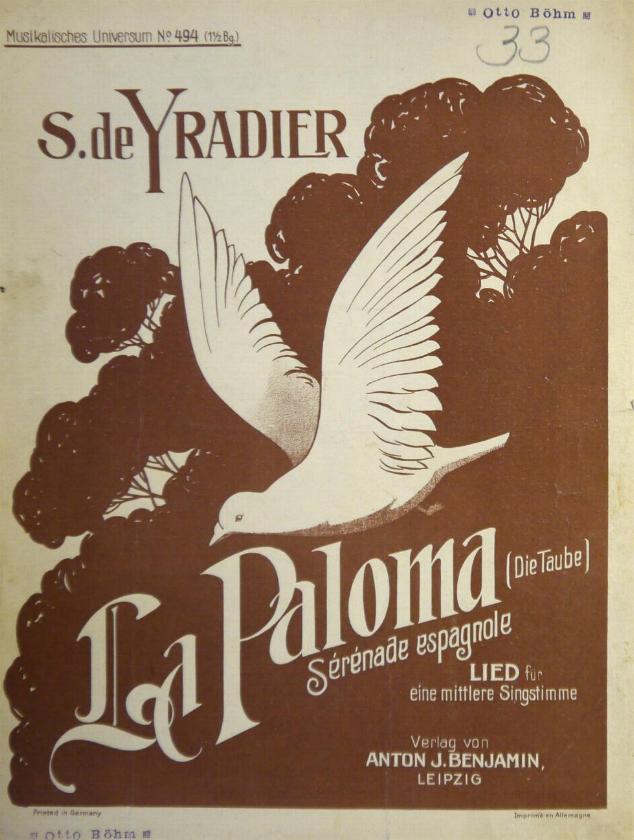 Otto Böhm
Musikalisches Universum No 494 (1½ Bg.)
33
S. de YRADIER
La Paloma (Die Taube)
Sérénade espagnole
LIED für
eine mittlere Singstimme
Verlag von
ANTON J. BENJAMIN,
LEIPZIG
Printed in Germany
Imprimé en Allemagne
Otto Böhm